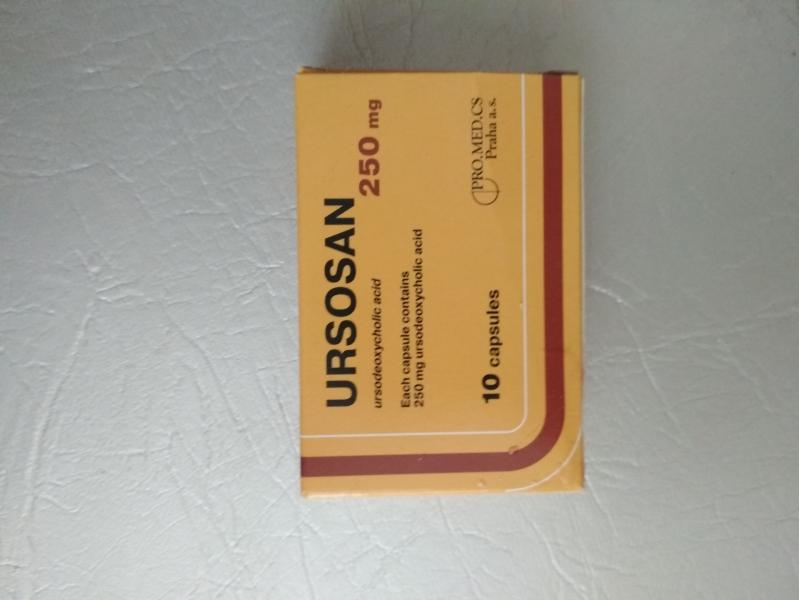 URSOSAN
250 mg
ursodeoxycholic acid
Each capsule contains
250 mg ursodeoxycholic acid
10 capsules
PRO.MED.CS
Praha a.s.